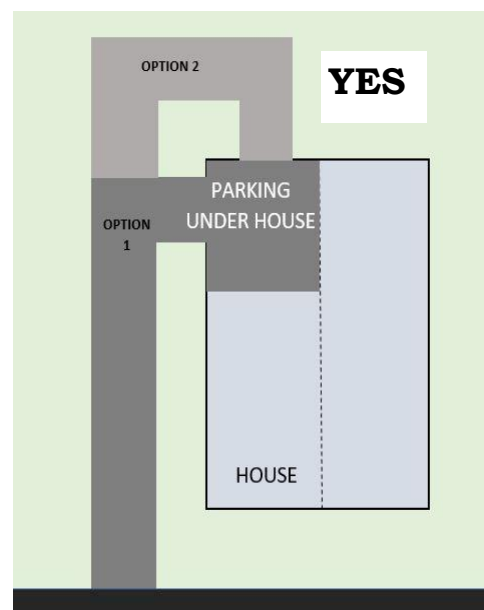 OPTION 2
YES
PARKING
UNDER HOUSE
OPTION
1
HOUSE